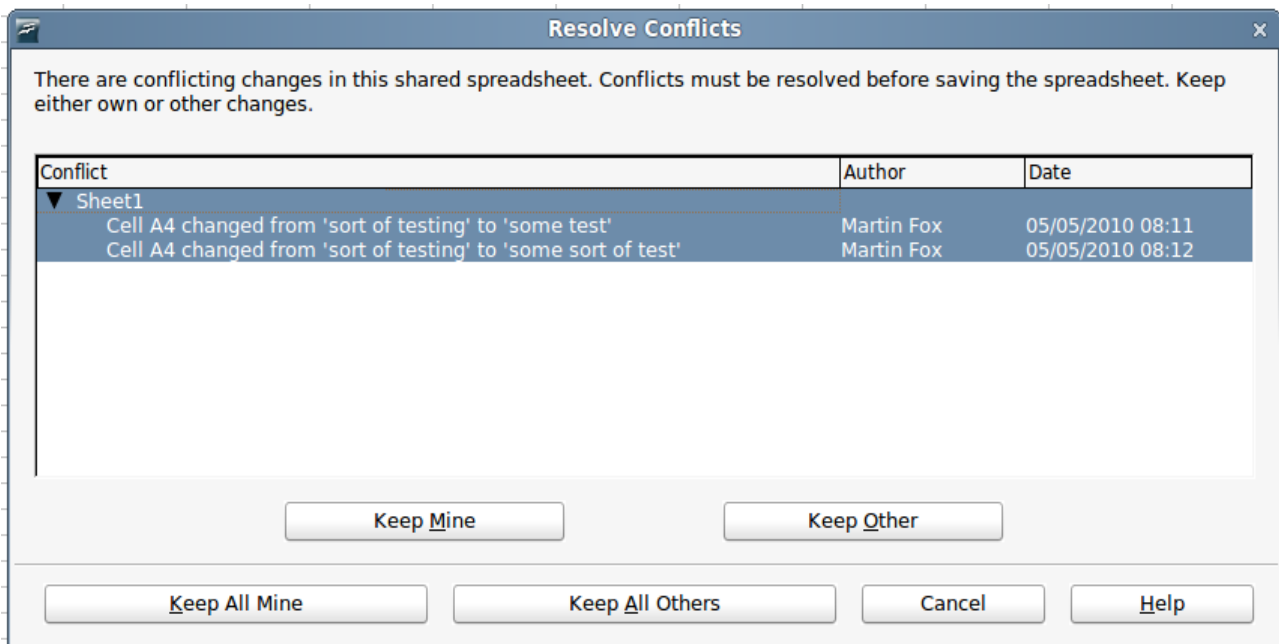 Resolve Conflicts
There are conflicting changes in this shared spreadsheet. Conflicts must be resolved before saving the spreadsheet. Keep
either own or other changes.
Conflict Author Date
Sheet1
Cell A4 changed from 'sort of testing' to 'some test' Martin Fox 05/05/2010 08:11
Cell A4 changed from 'sort of testing' to 'some sort of test' Martin Fox 05/05/2010 08:12
Keep Mine Keep Other
Keep All Mine Keep All Others Cancel Help